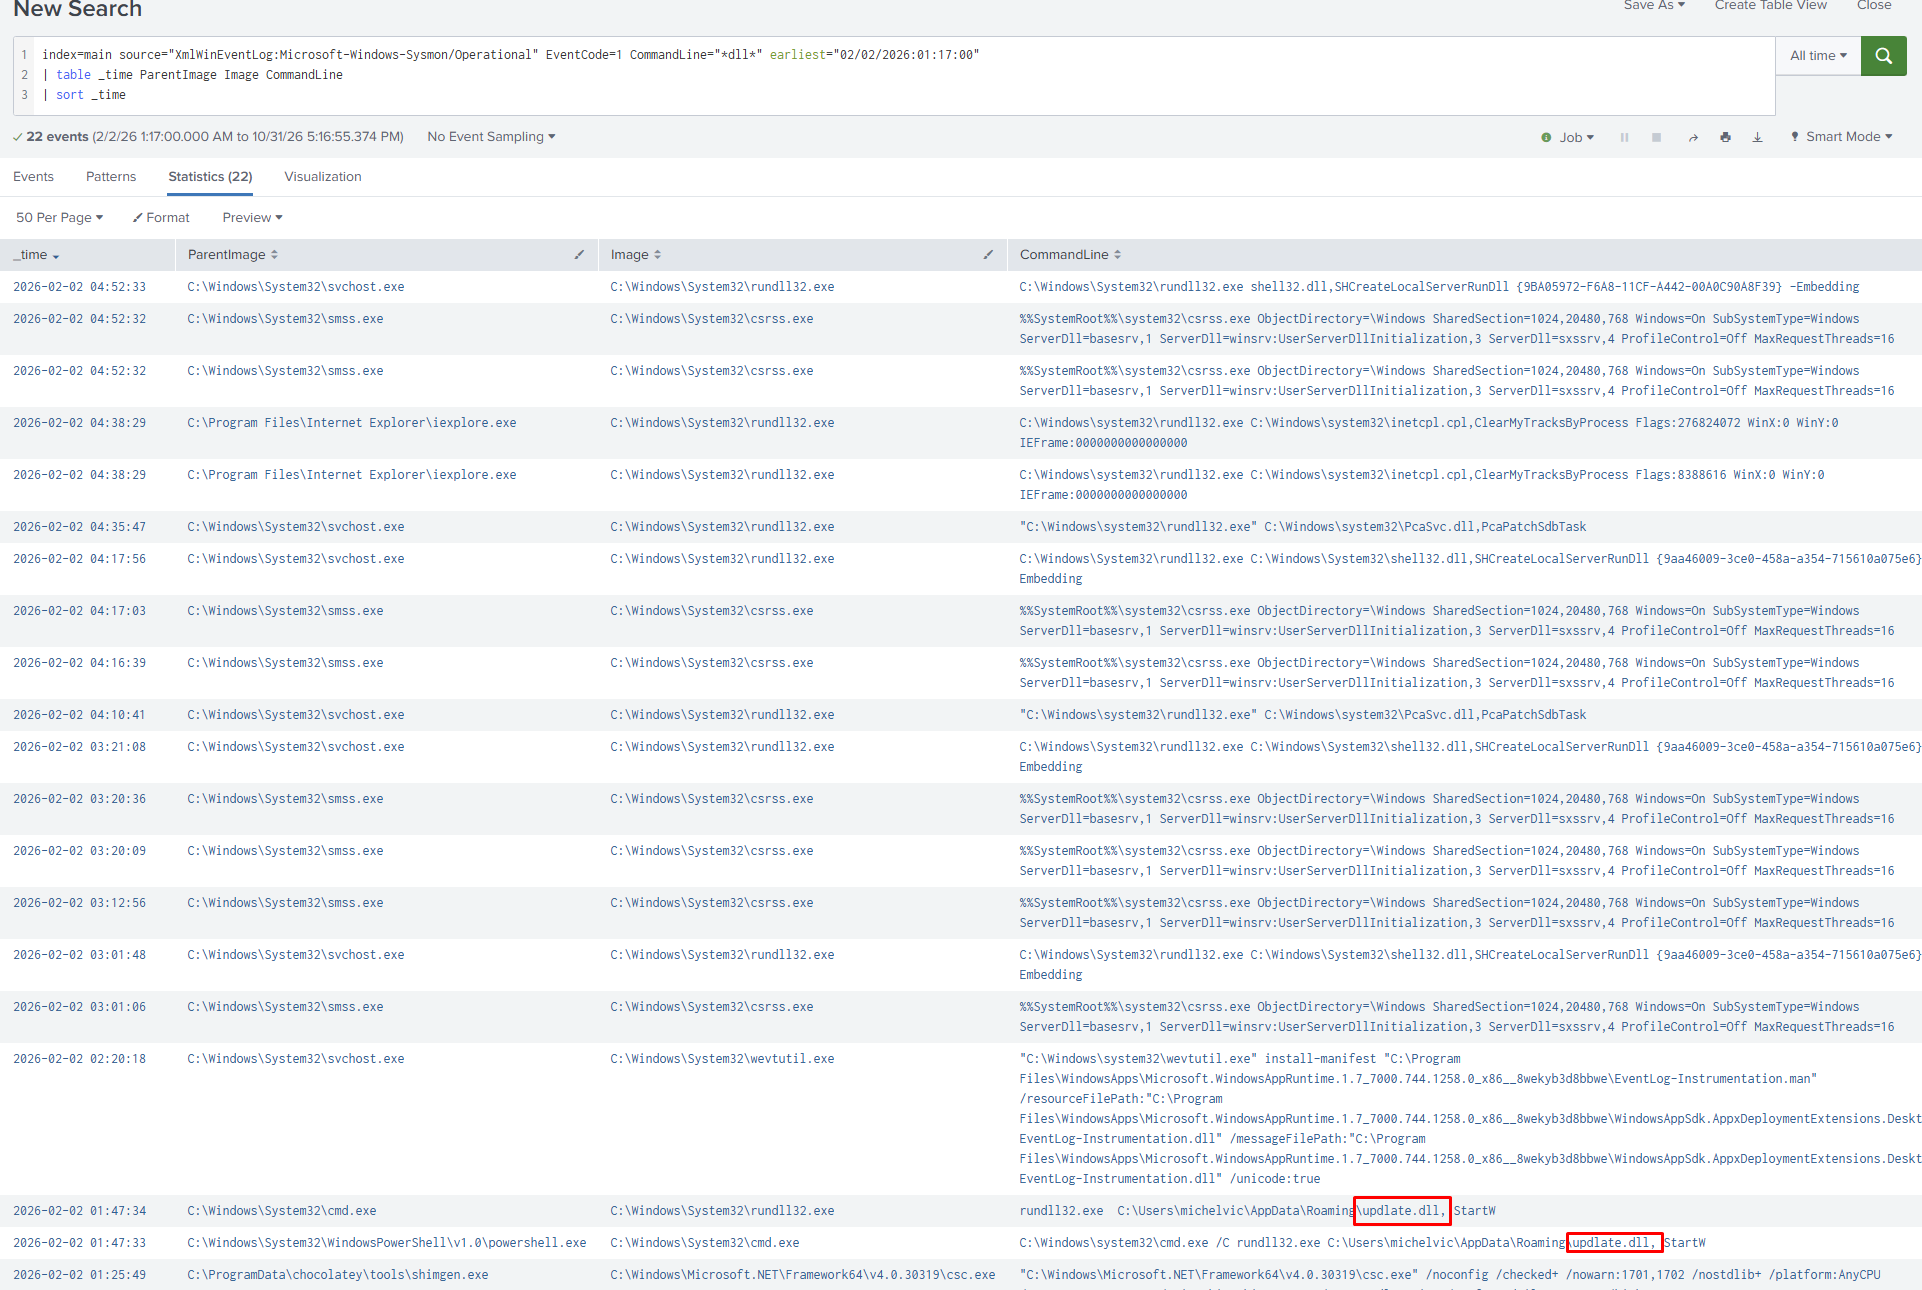 New Search
Save As Create Table View Close
1 index=main source="XmlWinEventLog:Microsoft-Windows-Sysmon/Operational" EventCode=1 CommandLine="*dll*" earliest="02/02/2026:01:17:00"
2 | table _time ParentImage Image CommandLine
3 | sort _time
All time
22 events (2/2/26 1:17:00.000 AM to 10/31/26 5:16:55.374 PM) No Event Sampling
Job Smart Mode
Events Patterns Statistics (22) Visualization
50 Per Page Format Preview
_time ParentImage Image CommandLine
2026-02-02 04:52:33 C:\Windows\System32\svchost.exe C:\Windows\System32\rundll32.exe C:\Windows\System32\rundll32.exe shell32.dll,SHCreateLocalServerRunDll {9BA05972-F6A8-11CF-A442-00A0C90A8F39} -Embedding
2026-02-02 04:52:32 C:\Windows\System32\smss.exe C:\Windows\System32\csrss.exe %%SystemRoot%%\system32\csrss.exe ObjectDirectory=\Windows SharedSection=1024,20480,768 Windows=On SubSystemType=Windows
ServerDll=basesrv,1 ServerDll=winsrv:UserServerDllInitialization,3 ServerDll=sxssrv,4 ProfileControl=Off MaxRequestThreads=16
2026-02-02 04:52:32 C:\Windows\System32\smss.exe C:\Windows\System32\csrss.exe %%SystemRoot%%\system32\csrss.exe ObjectDirectory=\Windows SharedSection=1024,20480,768 Windows=On SubSystemType=Windows
ServerDll=basesrv,1 ServerDll=winsrv:UserServerDllInitialization,3 ServerDll=sxssrv,4 ProfileControl=Off MaxRequestThreads=16
2026-02-02 04:38:29 C:\Program Files\Internet Explorer\iexplore.exe C:\Windows\System32\rundll32.exe C:\Windows\system32\rundll32.exe C:\Windows\system32\inetcpl.cpl,ClearMyTracksByProcess Flags:276824072 WinX:0 WinY:0
IEFrame:0000000000000000
2026-02-02 04:38:29 C:\Program Files\Internet Explorer\iexplore.exe C:\Windows\System32\rundll32.exe C:\Windows\system32\rundll32.exe C:\Windows\system32\inetcpl.cpl,ClearMyTracksByProcess Flags:8388616 WinX:0 WinY:0
IEFrame:0000000000000000
2026-02-02 04:35:47 C:\Windows\System32\svchost.exe C:\Windows\System32\rundll32.exe "C:\Windows\system32\rundll32.exe" C:\Windows\system32\PcaSvc.dll,PcaPatchSdbTask
2026-02-02 04:17:56 C:\Windows\System32\svchost.exe C:\Windows\System32\rundll32.exe C:\Windows\System32\rundll32.exe C:\Windows\System32\shell32.dll,SHCreateLocalServerRunDll {9aa46009-3ce0-458a-a354-715610a075e6}
Embedding
2026-02-02 04:17:03 C:\Windows\System32\smss.exe C:\Windows\System32\csrss.exe %%SystemRoot%%\system32\csrss.exe ObjectDirectory=\Windows SharedSection=1024,20480,768 Windows=On SubSystemType=Windows
ServerDll=basesrv,1 ServerDll=winsrv:UserServerDllInitialization,3 ServerDll=sxssrv,4 ProfileControl=Off MaxRequestThreads=16
2026-02-02 04:16:39 C:\Windows\System32\smss.exe C:\Windows\System32\csrss.exe %%SystemRoot%%\system32\csrss.exe ObjectDirectory=\Windows SharedSection=1024,20480,768 Windows=On SubSystemType=Windows
ServerDll=basesrv,1 ServerDll=winsrv:UserServerDllInitialization,3 ServerDll=sxssrv,4 ProfileControl=Off MaxRequestThreads=16
2026-02-02 04:10:41 C:\Windows\System32\svchost.exe C:\Windows\System32\rundll32.exe "C:\Windows\system32\rundll32.exe" C:\Windows\system32\PcaSvc.dll,PcaPatchSdbTask
2026-02-02 03:21:08 C:\Windows\System32\svchost.exe C:\Windows\System32\rundll32.exe C:\Windows\System32\rundll32.exe C:\Windows\System32\shell32.dll,SHCreateLocalServerRunDll {9aa46009-3ce0-458a-a354-715610a075e6}
Embedding
2026-02-02 03:20:36 C:\Windows\System32\smss.exe C:\Windows\System32\csrss.exe %%SystemRoot%%\system32\csrss.exe ObjectDirectory=\Windows SharedSection=1024,20480,768 Windows=On SubSystemType=Windows
ServerDll=basesrv,1 ServerDll=winsrv:UserServerDllInitialization,3 ServerDll=sxssrv,4 ProfileControl=Off MaxRequestThreads=16
2026-02-02 03:20:09 C:\Windows\System32\smss.exe C:\Windows\System32\csrss.exe %%SystemRoot%%\system32\csrss.exe ObjectDirectory=\Windows SharedSection=1024,20480,768 Windows=On SubSystemType=Windows
ServerDll=basesrv,1 ServerDll=winsrv:UserServerDllInitialization,3 ServerDll=sxssrv,4 ProfileControl=Off MaxRequestThreads=16
2026-02-02 03:12:56 C:\Windows\System32\smss.exe C:\Windows\System32\csrss.exe %%SystemRoot%%\system32\csrss.exe ObjectDirectory=\Windows SharedSection=1024,20480,768 Windows=On SubSystemType=Windows
ServerDll=basesrv,1 ServerDll=winsrv:UserServerDllInitialization,3 ServerDll=sxssrv,4 ProfileControl=Off MaxRequestThreads=16
2026-02-02 03:01:48 C:\Windows\System32\svchost.exe C:\Windows\System32\rundll32.exe C:\Windows\System32\rundll32.exe C:\Windows\System32\shell32.dll,SHCreateLocalServerRunDll {9aa46009-3ce0-458a-a354-715610a075e6}
Embedding
2026-02-02 03:01:06 C:\Windows\System32\smss.exe C:\Windows\System32\csrss.exe %%SystemRoot%%\system32\csrss.exe ObjectDirectory=\Windows SharedSection=1024,20480,768 Windows=On SubSystemType=Windows
ServerDll=basesrv,1 ServerDll=winsrv:UserServerDllInitialization,3 ServerDll=sxssrv,4 ProfileControl=Off MaxRequestThreads=16
2026-02-02 02:20:18 C:\Windows\System32\svchost.exe C:\Windows\System32\wevtutil.exe "C:\Windows\system32\wevtutil.exe" install-manifest "C:\Program
Files\WindowsApps\Microsoft.WindowsAppRuntime.1.7_7000.744.1258.0_x86__8wekyb3d8bbwe\EventLog-Instrumentation.man"
/resourceFilePath:"C:\Program
Files\WindowsApps\Microsoft.WindowsAppRuntime.1.7_7000.744.1258.0_x86__8wekyb3d8bbwe\WindowsAppSdk.AppxDeploymentExtensions.Deskt
EventLog-Instrumentation.dll" /messageFilePath:"C:\Program
Files\WindowsApps\Microsoft.WindowsAppRuntime.1.7_7000.744.1258.0_x86__8wekyb3d8bbwe\WindowsAppSdk.AppxDeploymentExtensions.Deskt
EventLog-Instrumentation.dll" /unicode:true
2026-02-02 01:47:34 C:\Windows\System32\cmd.exe C:\Windows\System32\rundll32.exe rundll32.exe C:\Users\michelvic\AppData\Roaming\updlate.dll, StartW
2026-02-02 01:47:33 C:\Windows\System32\WindowsPowerShell\v1.0\powershell.exe C:\Windows\System32\cmd.exe C:\Windows\system32\cmd.exe /C rundll32.exe C:\Users\michelvic\AppData\Roaming\updlate.dll, StartW
2026-02-02 01:25:49 C:\ProgramData\chocolatey\tools\shimgen.exe C:\Windows\Microsoft.NET\Framework64\v4.0.30319\csc.exe "C:\Windows\Microsoft.NET\Framework64\v4.0.30319\csc.exe" /noconfig /checked+ /nowarn:1701,1702 /nostdlib+ /platform:AnyCPU